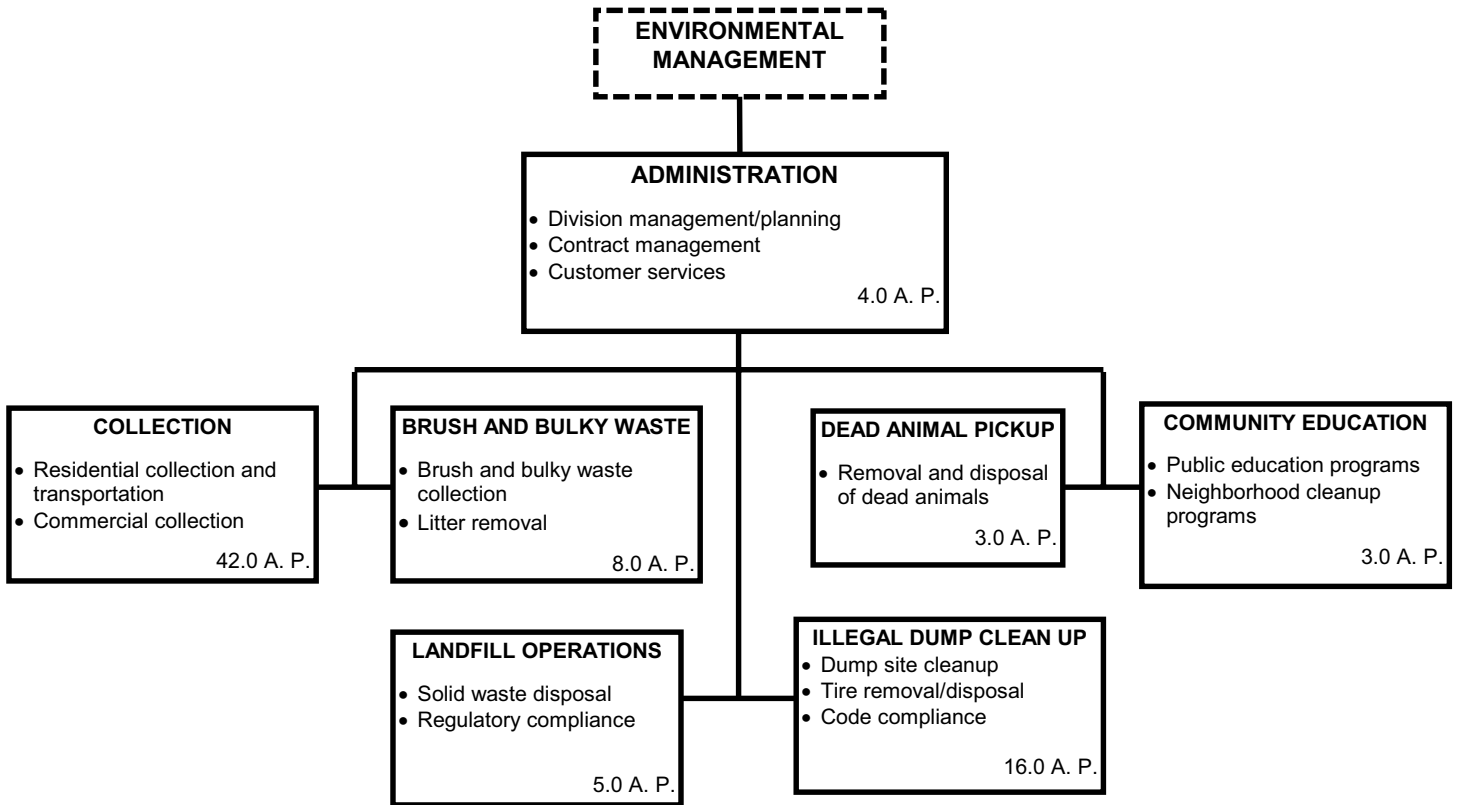 ENVIRONMENTAL
MANAGEMENT
ADMINISTRATION
• Division management/planning
• Contract management
• Customer services
4.0 A. P.
COLLECTION
• Residential collection and
transportation
• Commercial collection
42.0 A. P.
BRUSH AND BULKY WASTE
• Brush and bulky waste
collection
• Litter removal
8.0 A. P.
DEAD ANIMAL PICKUP
• Removal and disposal
of dead animals
3.0 A. P.
COMMUNITY EDUCATION
• Public education programs
• Neighborhood cleanup
programs
3.0 A. P.
LANDFILL OPERATIONS
• Solid waste disposal
• Regulatory compliance
5.0 A. P.
ILLEGAL DUMP CLEAN UP
• Dump site cleanup
• Tire removal/disposal
• Code compliance
16.0 A. P.